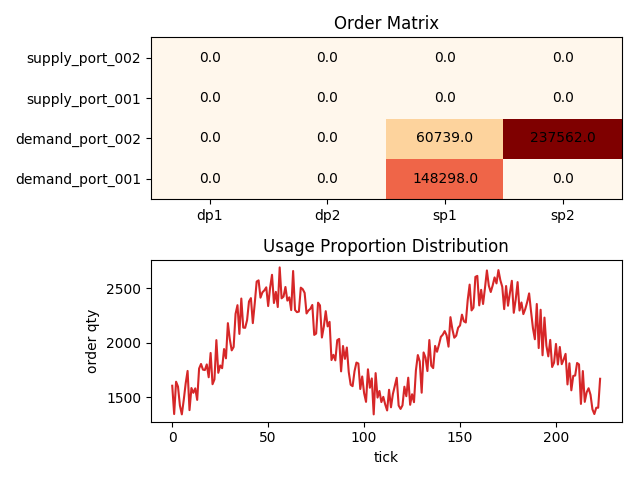 Order Matrix
supply_port_002 0.0 0.0 0.0 0.0
supply_port_001 0.0 0.0 0.0 0.0
demand_port_002 0.0 0.0 60739.0 237562.0
demand_port_001 0.0 0.0 148298.0 0.0
dp1 dp2 sp1 sp2
Usage Proportion Distribution
order qty
2500
2000
1500
0 50 100 150 200
tick